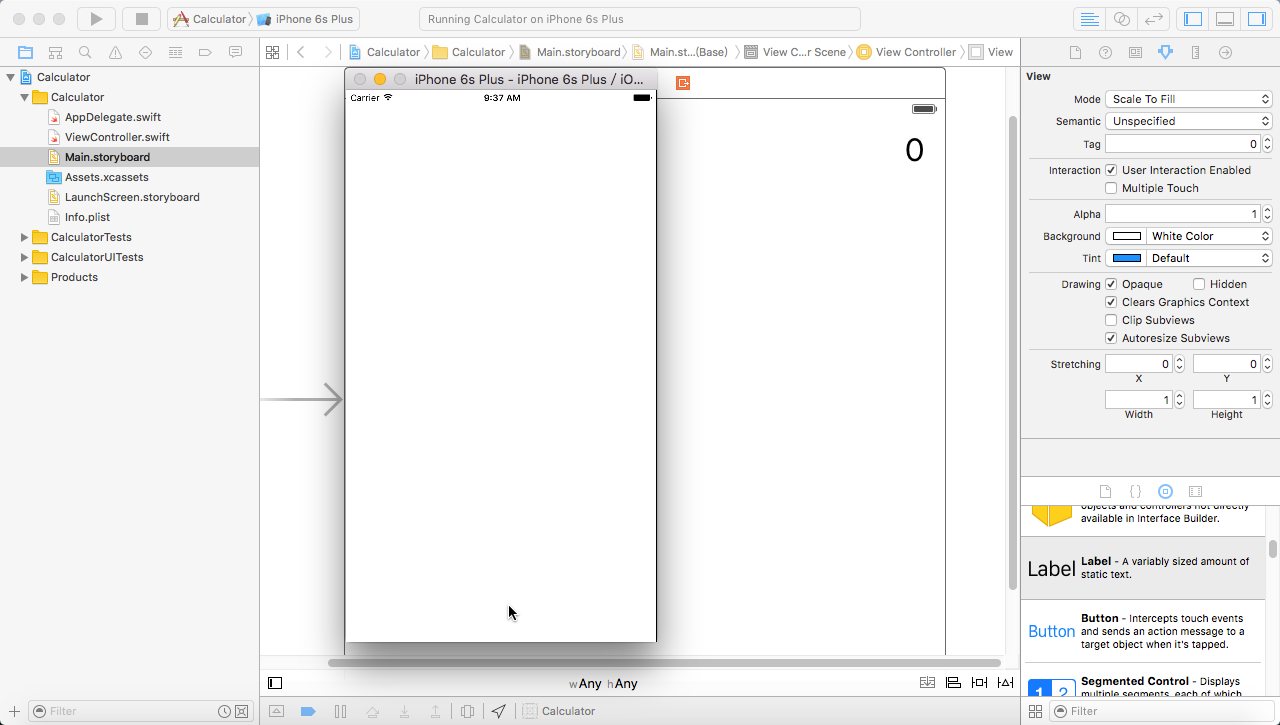 Calculator iPhone 6s Plus
Running Calculator on iPhone 6s Plus
Calculator Calculator Main.storyboard Main.st...(Base) View C...r Scene View Controller View
Calculator
Calculator
AppDelegate.swift
ViewController.swift
Main.storyboard
Assets.xcassets
LaunchScreen.storyboard
Info.plist
CalculatorTests
CalculatorUITests
Products
Filter
iPhone 6s Plus - iPhone 6s Plus / iO...
Carrier 9:37 AM
0
wAny hAny
Calculator
View
Mode Scale To Fill
Semantic Unspecified
Tag 0
Interaction User Interaction Enabled
Multiple Touch
Alpha 1
Background White Color
Tint Default
Drawing Opaque Hidden
Clears Graphics Context
Clip Subviews
Autoresize Subviews
Stretching 0 0
X Y
1 1
Width Height
objects and controllers not directly
available in Interface Builder.
Label Label - A variably sized amount of
static text.
Button Button - Intercepts touch events
and sends an action message to a
target object when it's tapped.
1 2 Segmented Control - Displays
multiple segments, each of which
Filter